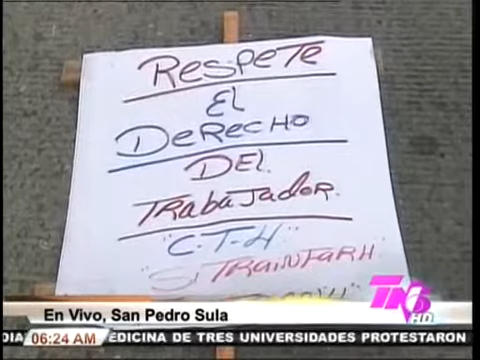 RESPETE
EL
DERECHO
DEL
TRABAJADOR.
"C.T-H"
"SITRAINFARH"
TN5
HD
En Vivo, San Pedro Sula
DIA
06:24 AM
EDICINA DE TRES UNIVERSIDADES PROTESTARON